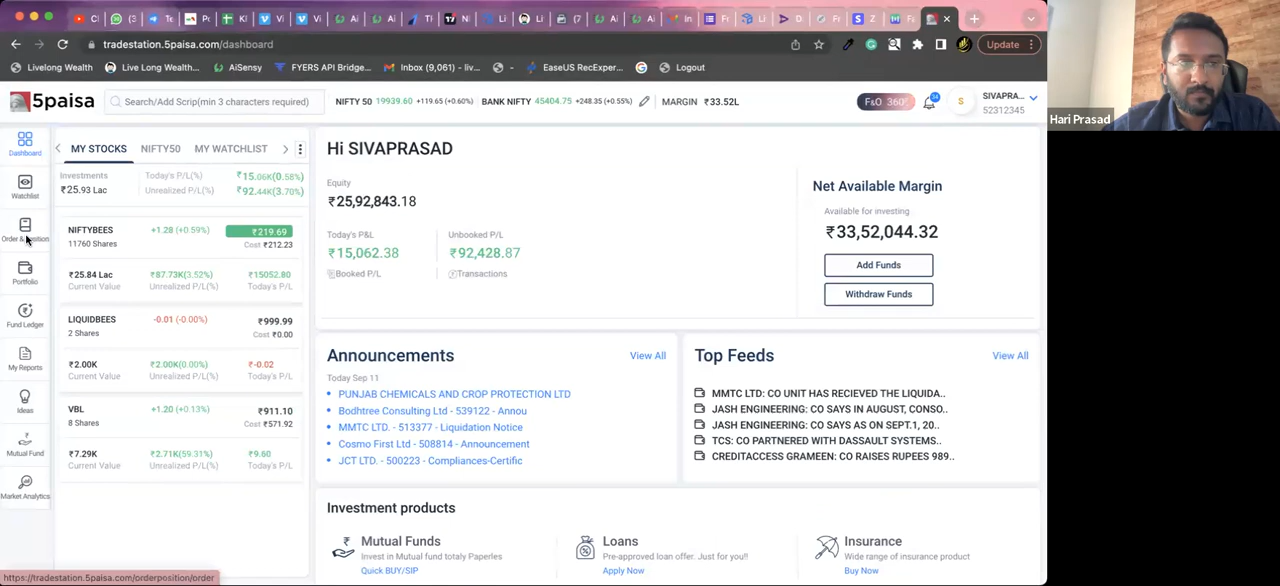 tradestation.5paisa.com/dashboard
Update
Livelong Wealth
Live Long Wealth...
AiSensy
FYERS API Bridge...
Inbox (9,061) - liv...
EaseUS RecExper...
Logout
5paisa
Search/Add Scrip(min 3 characters required)
NIFTY 50 19939.60 +119.65 (+0.60%)
BANK NIFTY 45404.75 +248.35 (+0.55%)
MARGIN ₹33.52L
F&O 360°
S
SIVAPRA...
52312345
Hari Prasad
Dashboard
Watchlist
Portfolio
Fund Ledger
My Reports
Ideas
Mutual Fund
Market Analytics
MY STOCKS
NIFTY50
MY WATCHLIST
Investments
₹25.93 Lac
Today's P/L(%) ₹15.06K(0.58%)
Unrealized P/L(%) ₹92.44K(3.70%)
NIFTYBEES +1.28 (+0.59%) ₹219.69
11760 Shares Cost ₹212.23
₹25.84 Lac ₹87.73K(3.52%) ₹15052.80
Current Value Unrealized P/L(%) Today's P/L
LIQUIDBEES -0.01 (-0.00%) ₹999.99
2 Shares Cost ₹0.00
₹2.00K ₹2.00K(0.00%) ₹-0.02
Current Value Unrealized P/L(%) Today's P/L
VBL +1.20 (+0.13%) ₹911.10
8 Shares Cost ₹571.92
₹7.29K ₹2.71K(59.31%) ₹9.60
Current Value Unrealized P/L(%) Today's P/L
Hi SIVAPRASAD
Equity
₹25,92,843.18
Today's P&L Unbooked P/L
₹15,062.38 ₹92,428.87
Booked P/L Transactions
Net Available Margin
Available for investing
₹33,52,044.32
Add Funds
Withdraw Funds
Announcements View All
Today Sep 11
PUNJAB CHEMICALS AND CROP PROTECTION LTD
Bodhtree Consulting Ltd - 539122 - Annou
MMTC LTD. - 513377 - Liquidation Notice
Cosmo First Ltd - 508814 - Announcement
JCT LTD. - 500223 - Compliances-Certific
Top Feeds View All
MMTC LTD: CO UNIT HAS RECIEVED THE LIQUIDA..
JASH ENGINEERING: CO SAYS IN AUGUST, CONSO..
JASH ENGINEERING: CO SAYS AS ON SEPT.1, 20..
TCS: CO PARTNERED WITH DASSAULT SYSTEMS..
CREDITACCESS GRAMEEN: CO RAISES RUPEES 989..
Investment products
Mutual Funds
Invest in Mutual fund totaly Paperles
Quick BUY/SIP
Loans
Pre-approved loan offer. Just for you!!
Apply Now
Insurance
Wide range of insurance product
Buy Now
https://tradestation.5paisa.com/orderposition/order